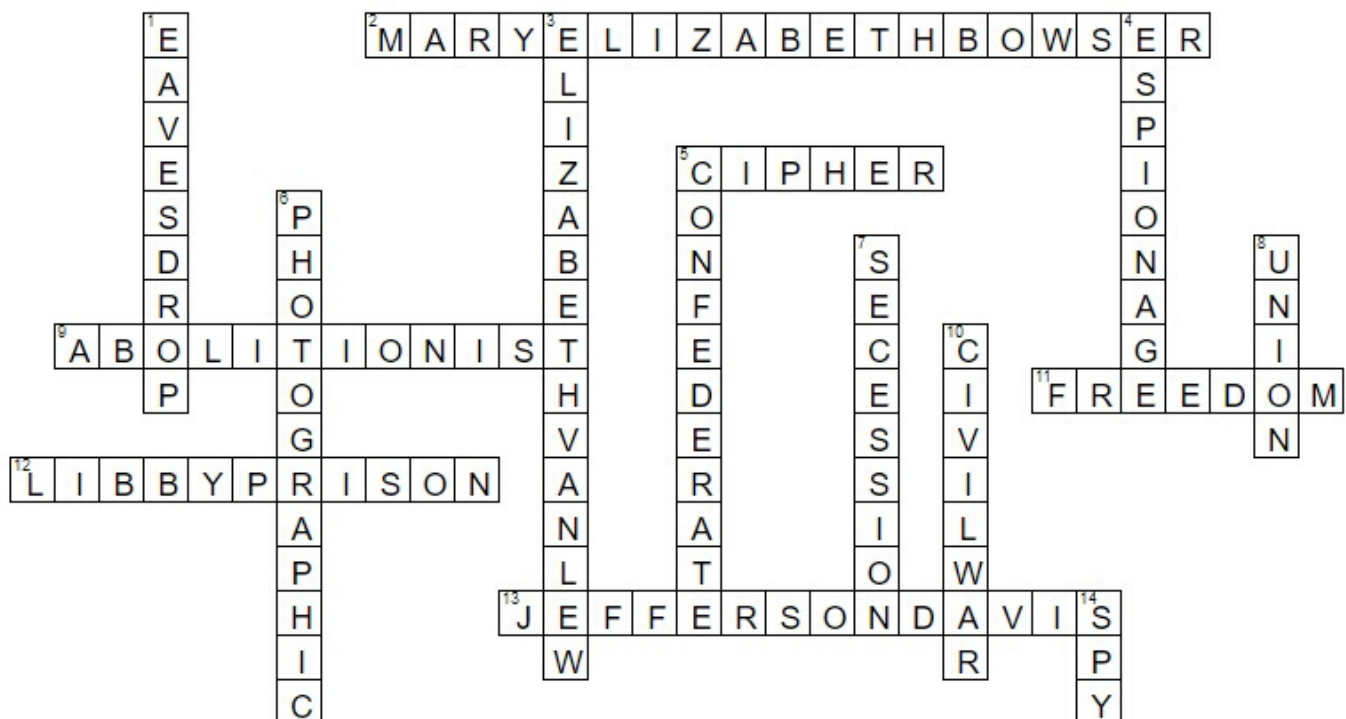 1 EAVESDROP
2 MARYELIZABETHBOWSER
3 ELIZABETHVANLEW
4 ESPIONAGE
5 CIPHER
CONFEDERATE
6 PHOTOGRAPHIC
7 SECESSION
8 UNION
9 ABOLITIONIST
10 CIVILWAR
11 FREEDOM
12 LIBBYPRISON
13 JEFFERSONDAVIS
14 SPY